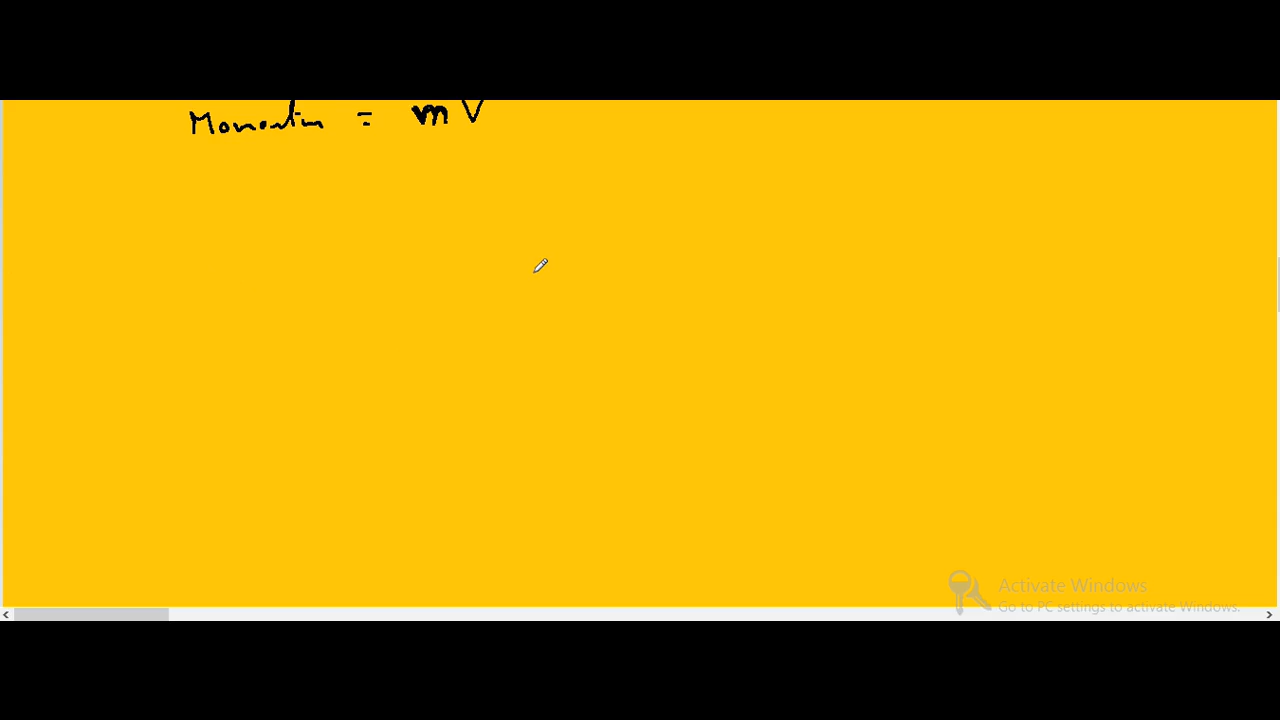 Momentum = mV
Activate Windows
Go to PC settings to activate Windows.